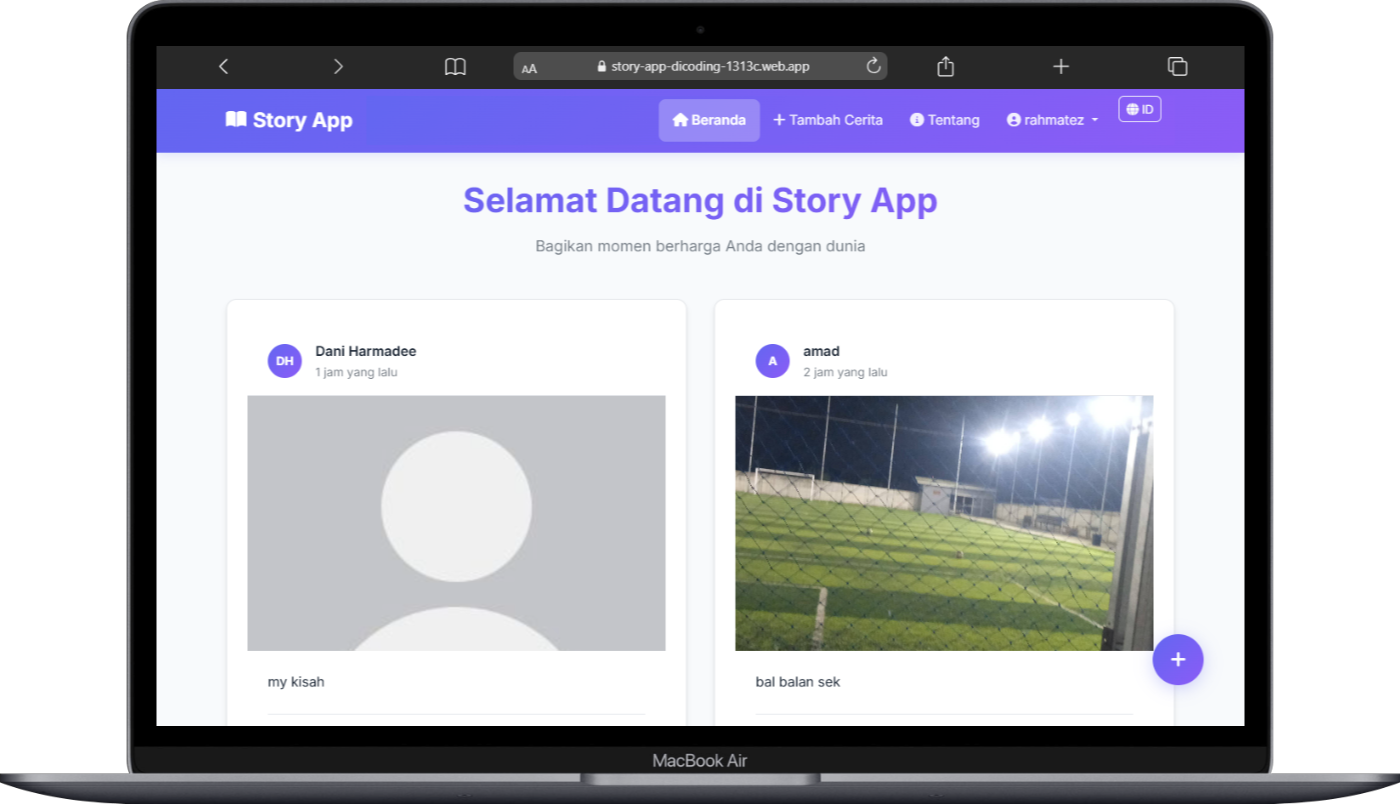 AA story-app-dicoding-1313c.web.app
Story App Beranda Tambah Cerita Tentang rahmatez ID
Selamat Datang di Story App
Bagikan momen berharga Anda dengan dunia
DH Dani Harmadee
1 jam yang lalu
my kisah
A amad
2 jam yang lalu
bal balan sek
MacBook Air